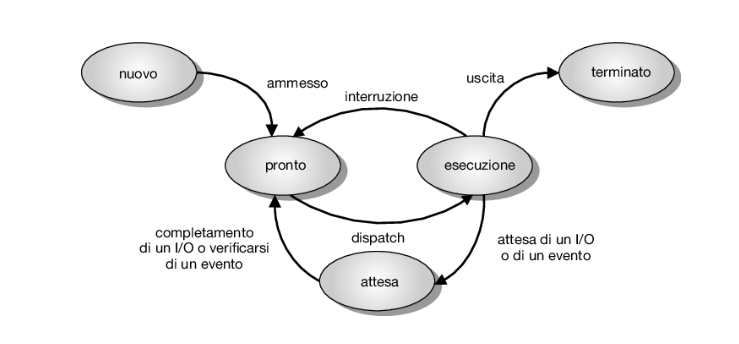 nuovo
ammesso
interruzione
uscita
terminato
pronto
esecuzione
completamento
di un I/O o verificarsi
di un evento
dispatch
attesa di un I/O
o di un evento
attesa